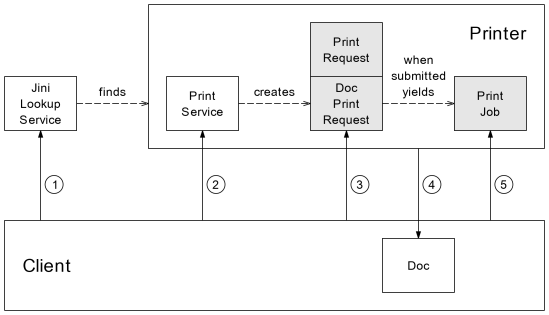 Printer
Print
Request
Jini
Lookup
Service
finds
Print
Service
creates
Doc
Print
Request
when
submitted
yields
Print
Job
1
2
3
4
5
Client
Doc